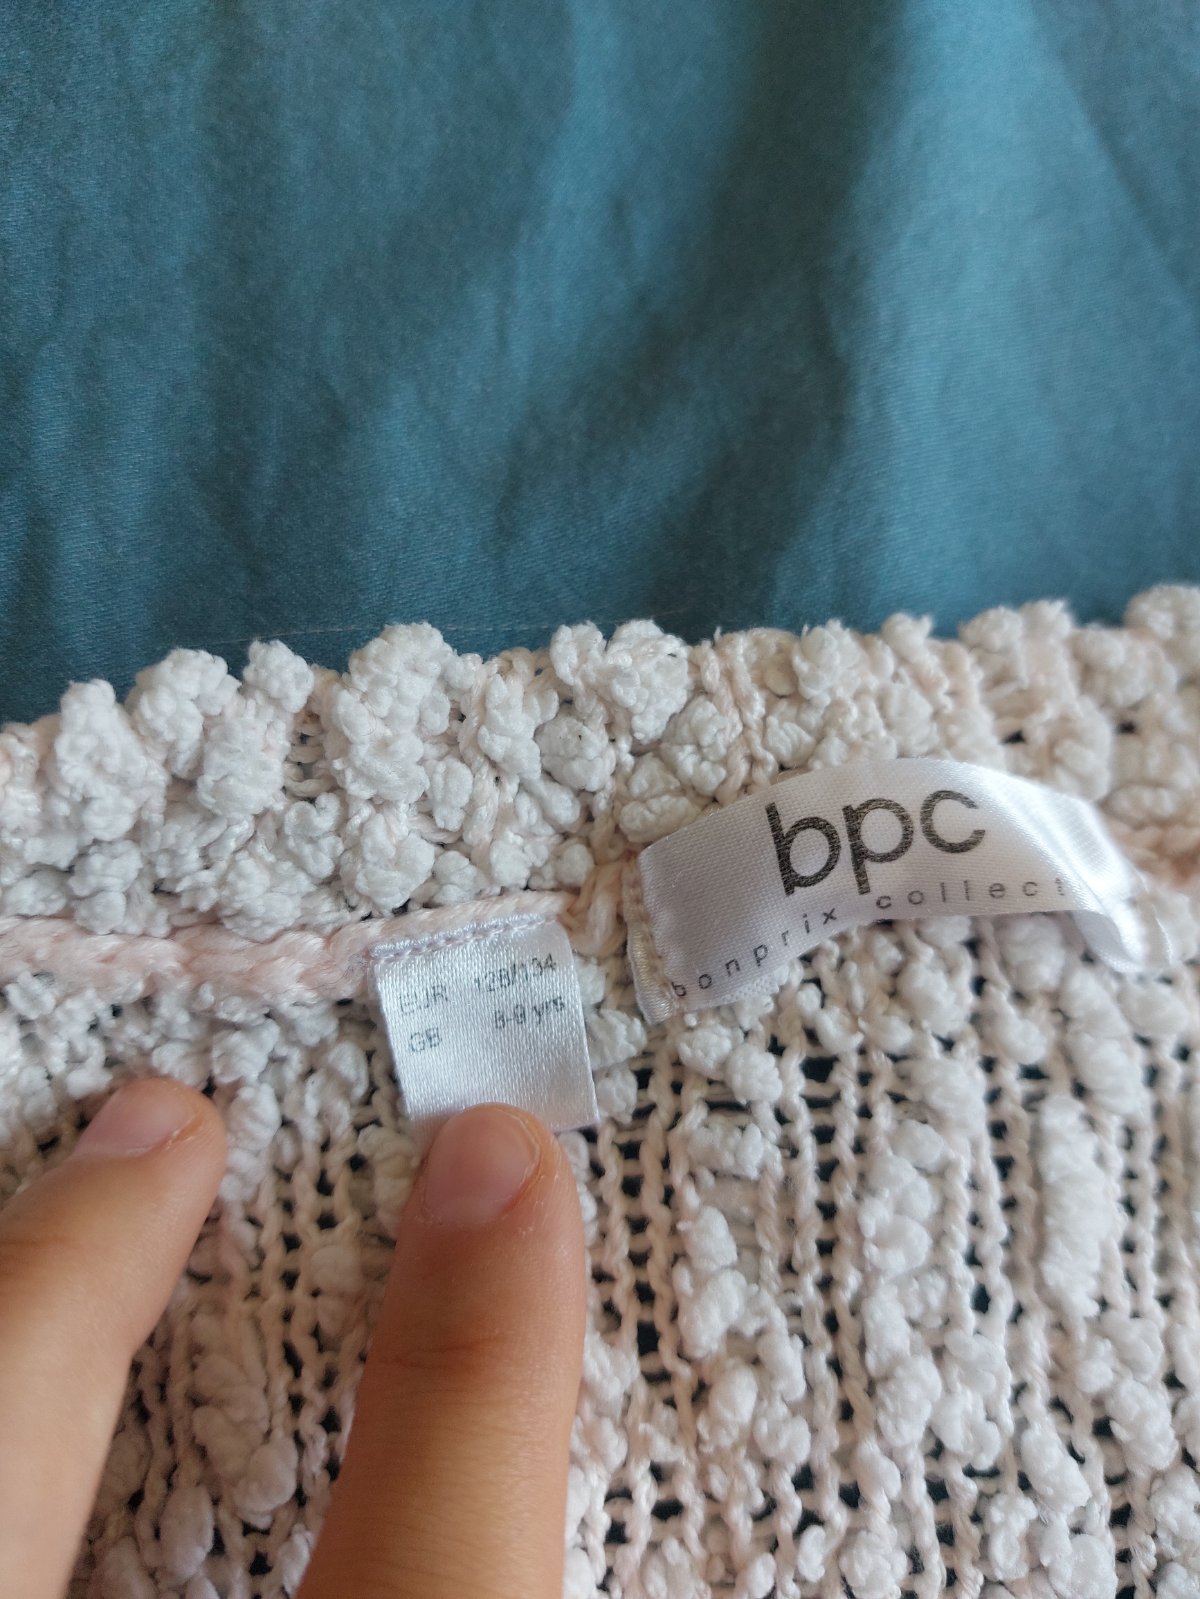 bpc
bonprix collect
EUR 128/134
GB 8-9 yrs